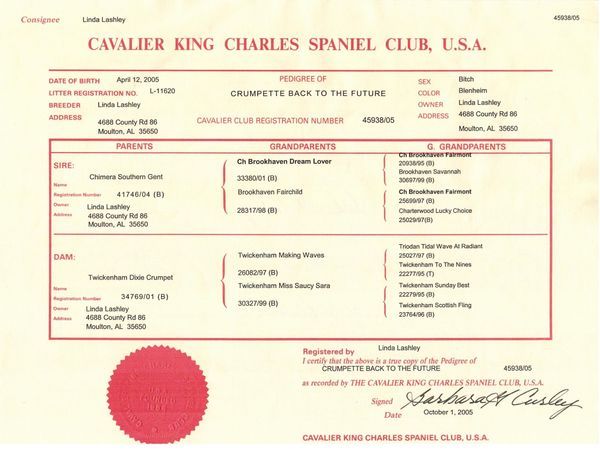 Consignee Linda Lashley 45938/05
CAVALIER KING CHARLES SPANIEL CLUB, U.S.A.
DATE OF BIRTH April 12, 2005
LITTER REGISTRATION NO. L-11620
BREEDER Linda Lashley
ADDRESS 4688 County Rd 86
Moulton, AL 35650
PEDIGREE OF
CRUMPETTE BACK TO THE FUTURE
CAVALIER CLUB REGISTRATION NUMBER 45938/05
SEX Bitch
COLOR Blenheim
OWNER Linda Lashley
ADDRESS 4688 County Rd 86
Moulton, AL 35650
PARENTS GRANDPARENTS G. GRANDPARENTS
SIRE:
Chimera Southern Gent
Name
Registration Number 41746/04 (B)
Owner Linda Lashley
Address 4688 County Rd 86
Moulton, AL 35650
Ch Brookhaven Dream Lover
33380/01 (B)
Brookhaven Fairchild
28317/98 (B)
Ch Brookhaven Fairmont
20938/95 (B)
Brookhaven Savannah
30697/99 (B)
Ch Brookhaven Fairmont
25699/97 (B)
Charterwood Lucky Choice
25029/97(B)
DAM:
Twickenham Dixie Crumpet
Name
Registration Number 34769/01 (B)
Owner Linda Lashley
Address 4688 County Rd 86
Moulton, AL 35650
Twickenham Making Waves
26082/97 (B)
Twickenham Miss Saucy Sara
30327/99 (B)
Triodan Tidal Wave At Radiant
25027/97 (B)
Twickenham To The Nines
22277/95 (T)
Twickenham Sunday Best
22279/95 (B)
Twickenham Scottish Fling
23764/96 (B)
Registered by Linda Lashley
I certify that the above is a true copy of the Pedigree of
CRUMPETTE BACK TO THE FUTURE 45938/05
as recorded by THE CAVALIER KING CHARLES SPANIEL CLUB, U.S.A.
Signed Barbara H Cursley
Date October 1, 2005
CAVALIER KING CHARLES SPANIEL CLUB, U.S.A.